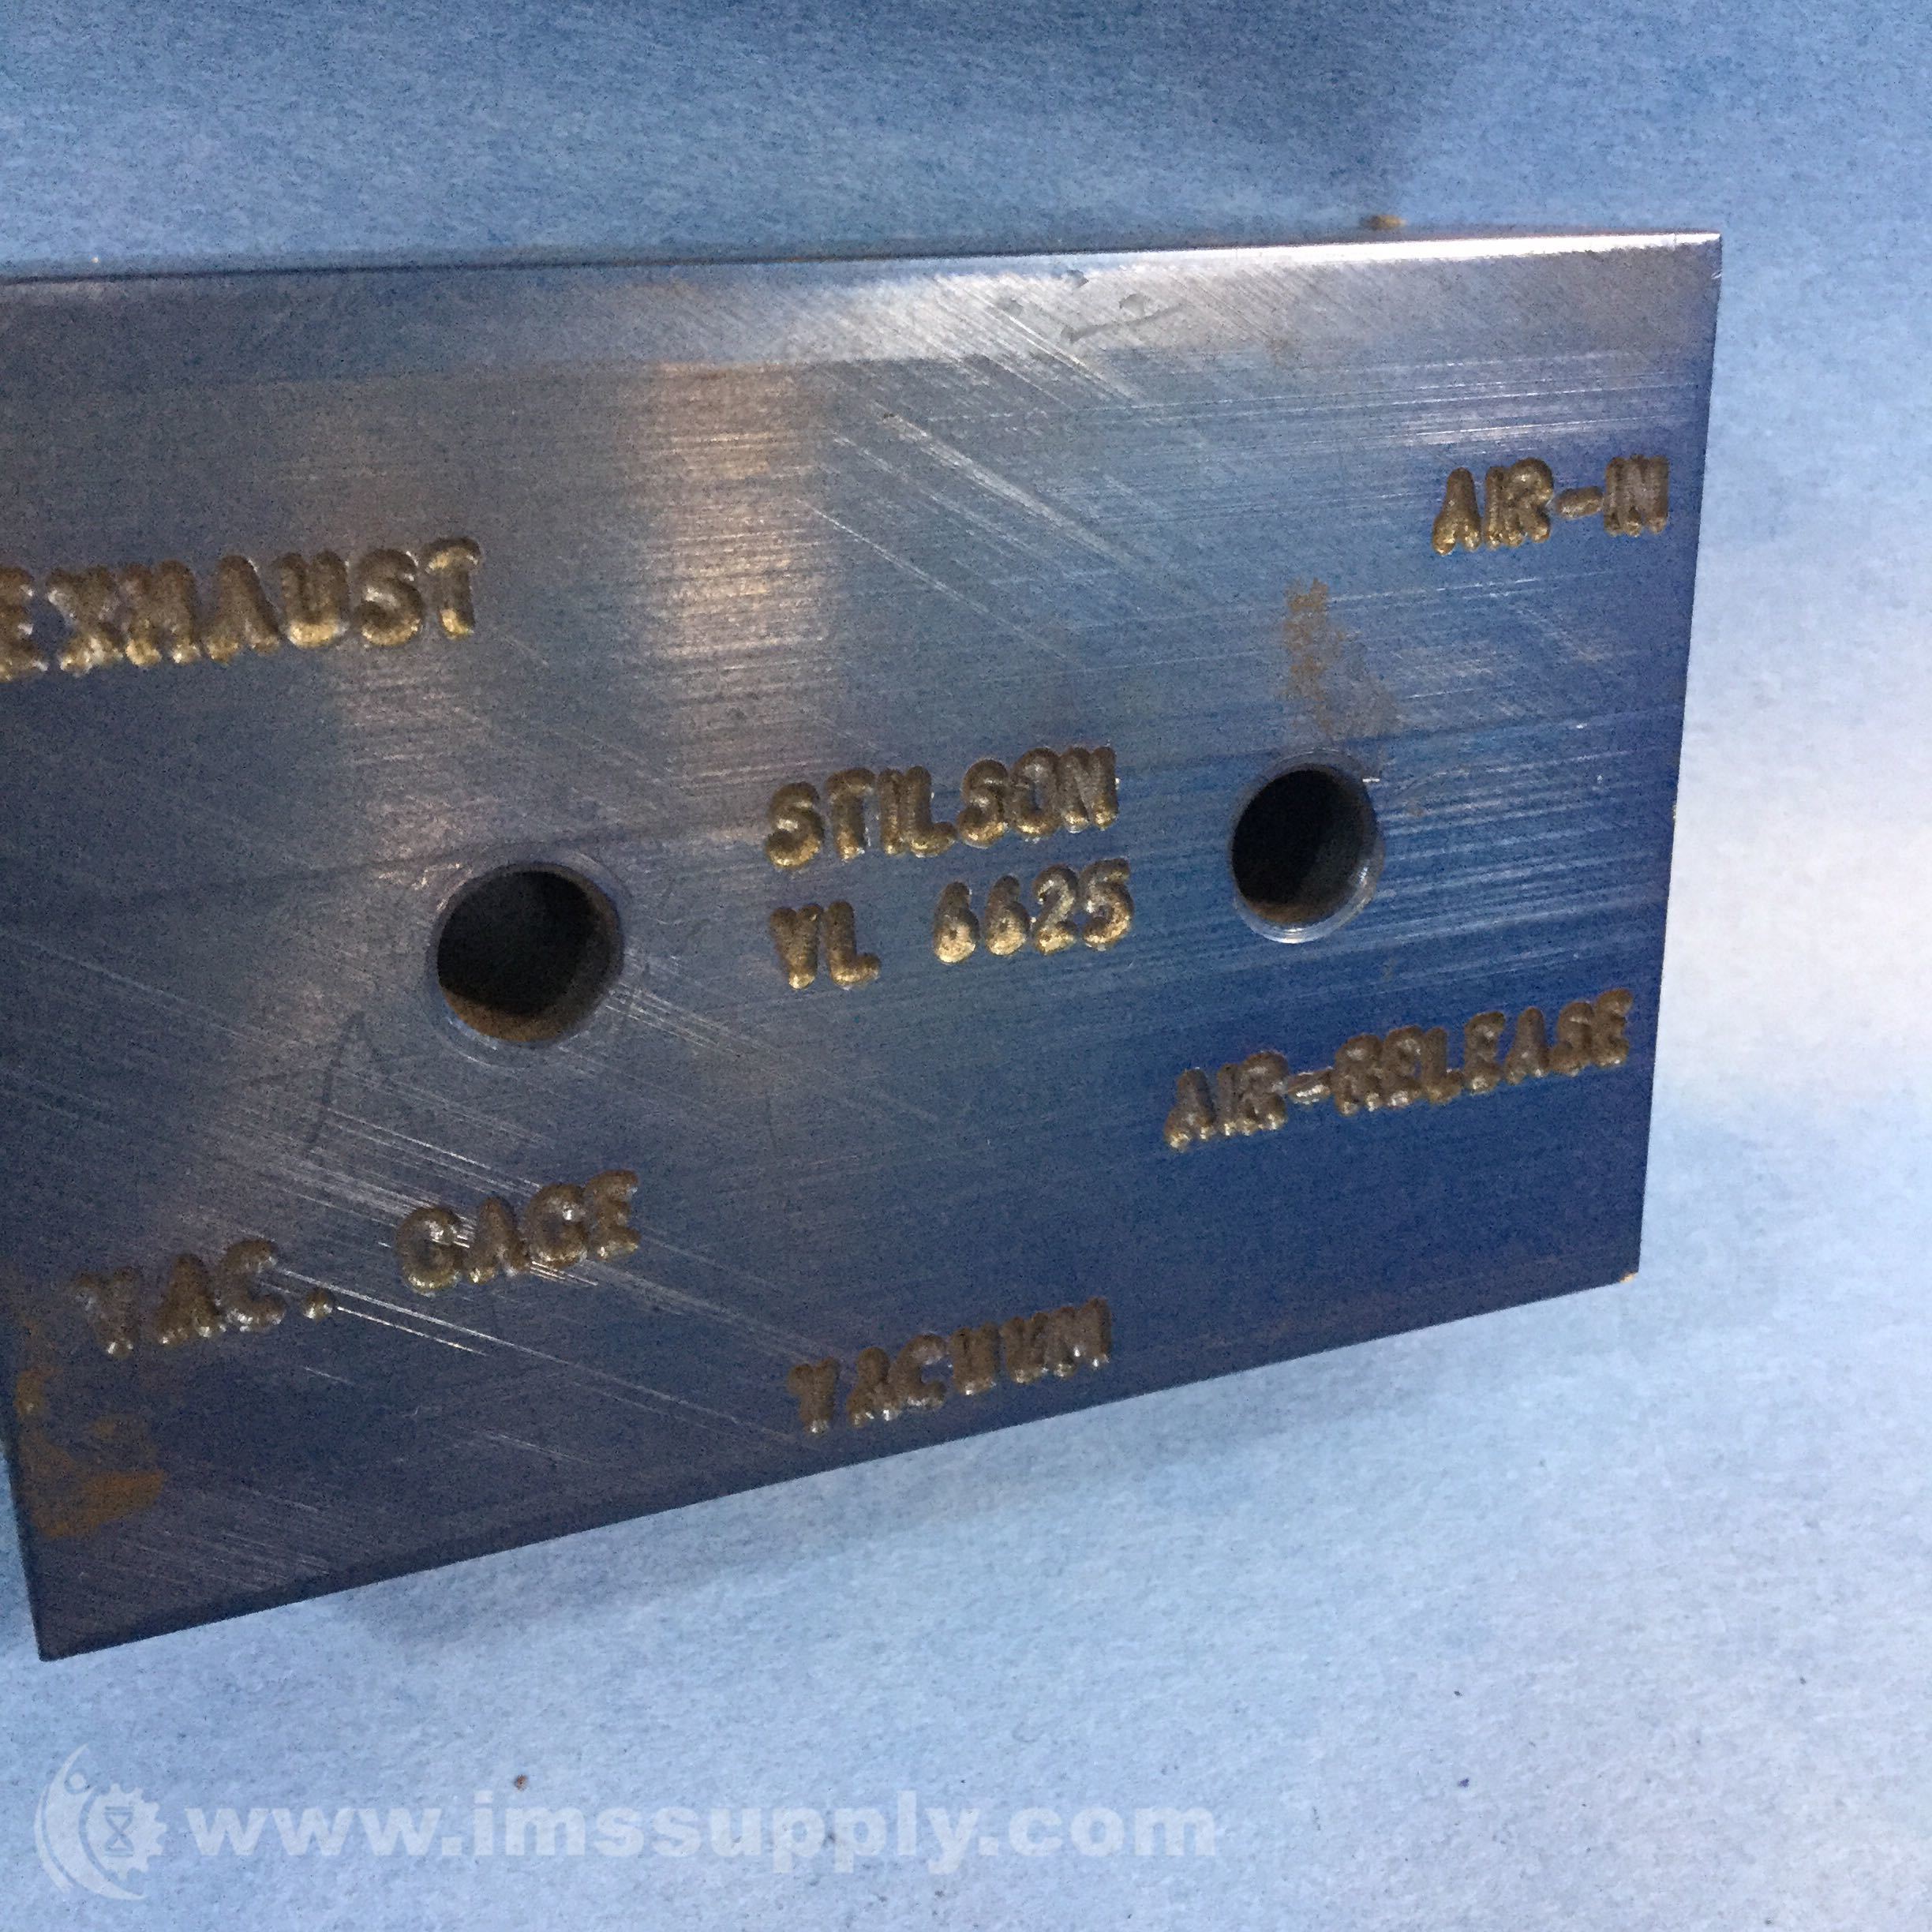 EXHAUST
AIR-IN
STILSON
VL 6625
AIR-RELEASE
VAC. GAGE
VACUUM
www.imssupply.com